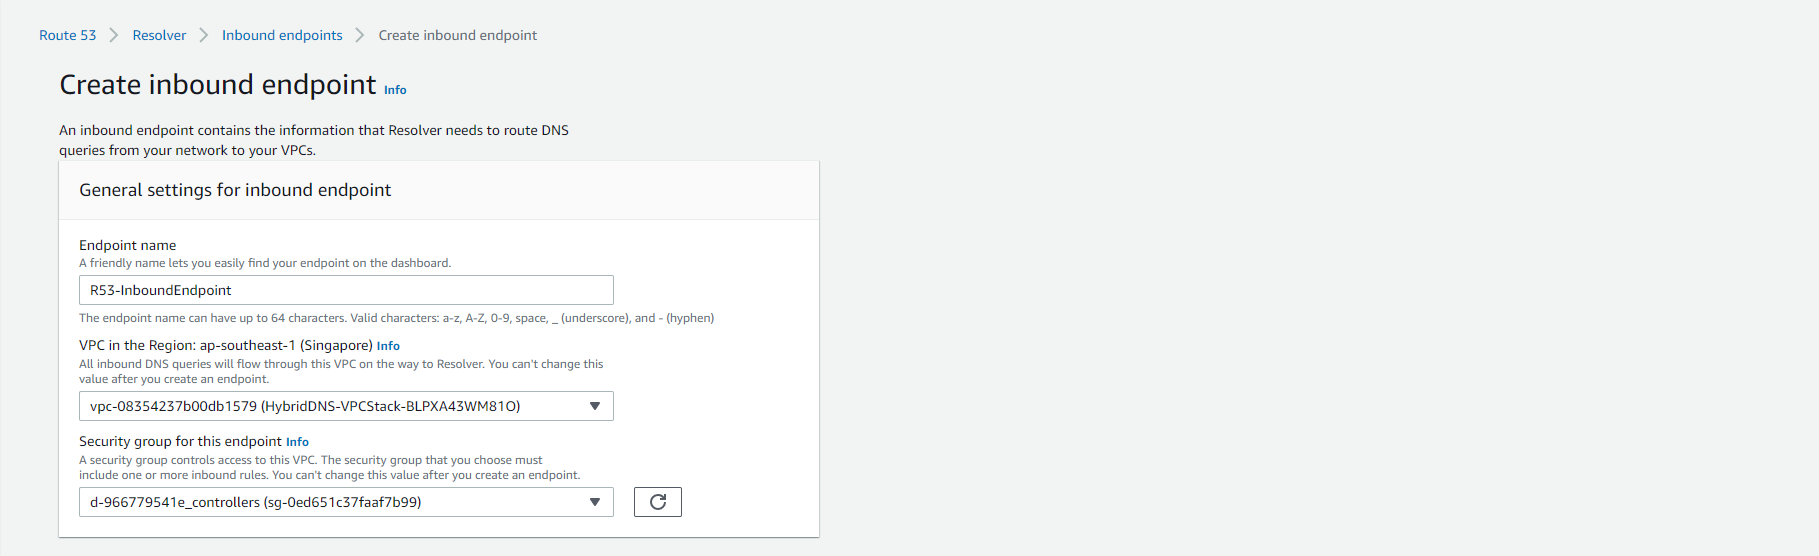 Route 53 > Resolver > Inbound endpoints > Create inbound endpoint
Create inbound endpoint Info
An inbound endpoint contains the information that Resolver needs to route DNS
queries from your network to your VPCs.
General settings for inbound endpoint
Endpoint name
A friendly name lets you easily find your endpoint on the dashboard.
R53-InboundEndpoint
The endpoint name can have up to 64 characters. Valid characters: a-z, A-Z, 0-9, space, _ (underscore), and - (hyphen)
VPC in the Region: ap-southeast-1 (Singapore) Info
All inbound DNS queries will flow through this VPC on the way to Resolver. You can't change this
value after you create an endpoint.
vpc-08354237b00db1579 (HybridDNS-VPCStack-BLPXA43WM81O)
Security group for this endpoint Info
A security group controls access to this VPC. The security group that you choose must
include one or more inbound rules. You can't change this value after you create an endpoint.
d-966779541e_controllers (sg-0ed651c37faaf7b99)